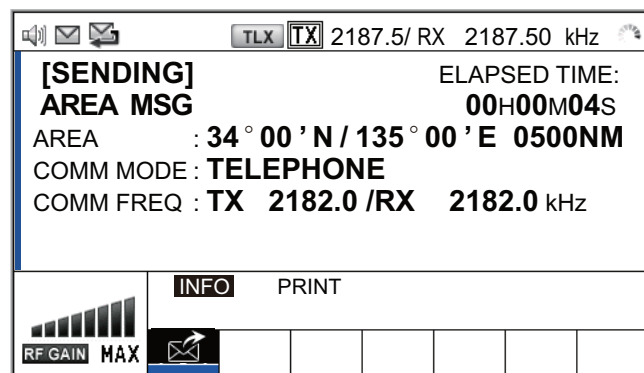 TLX TX 2187.5/ RX 2187.50 kHz
[SENDING] ELAPSED TIME:
AREA MSG 00H00M04S
AREA : 34°00 ’ N / 135°00 ’ E 0500NM
COMM MODE : TELEPHONE
COMM FREQ : TX 2182.0 /RX 2182.0 kHz
INFO PRINT
RF GAIN MAX